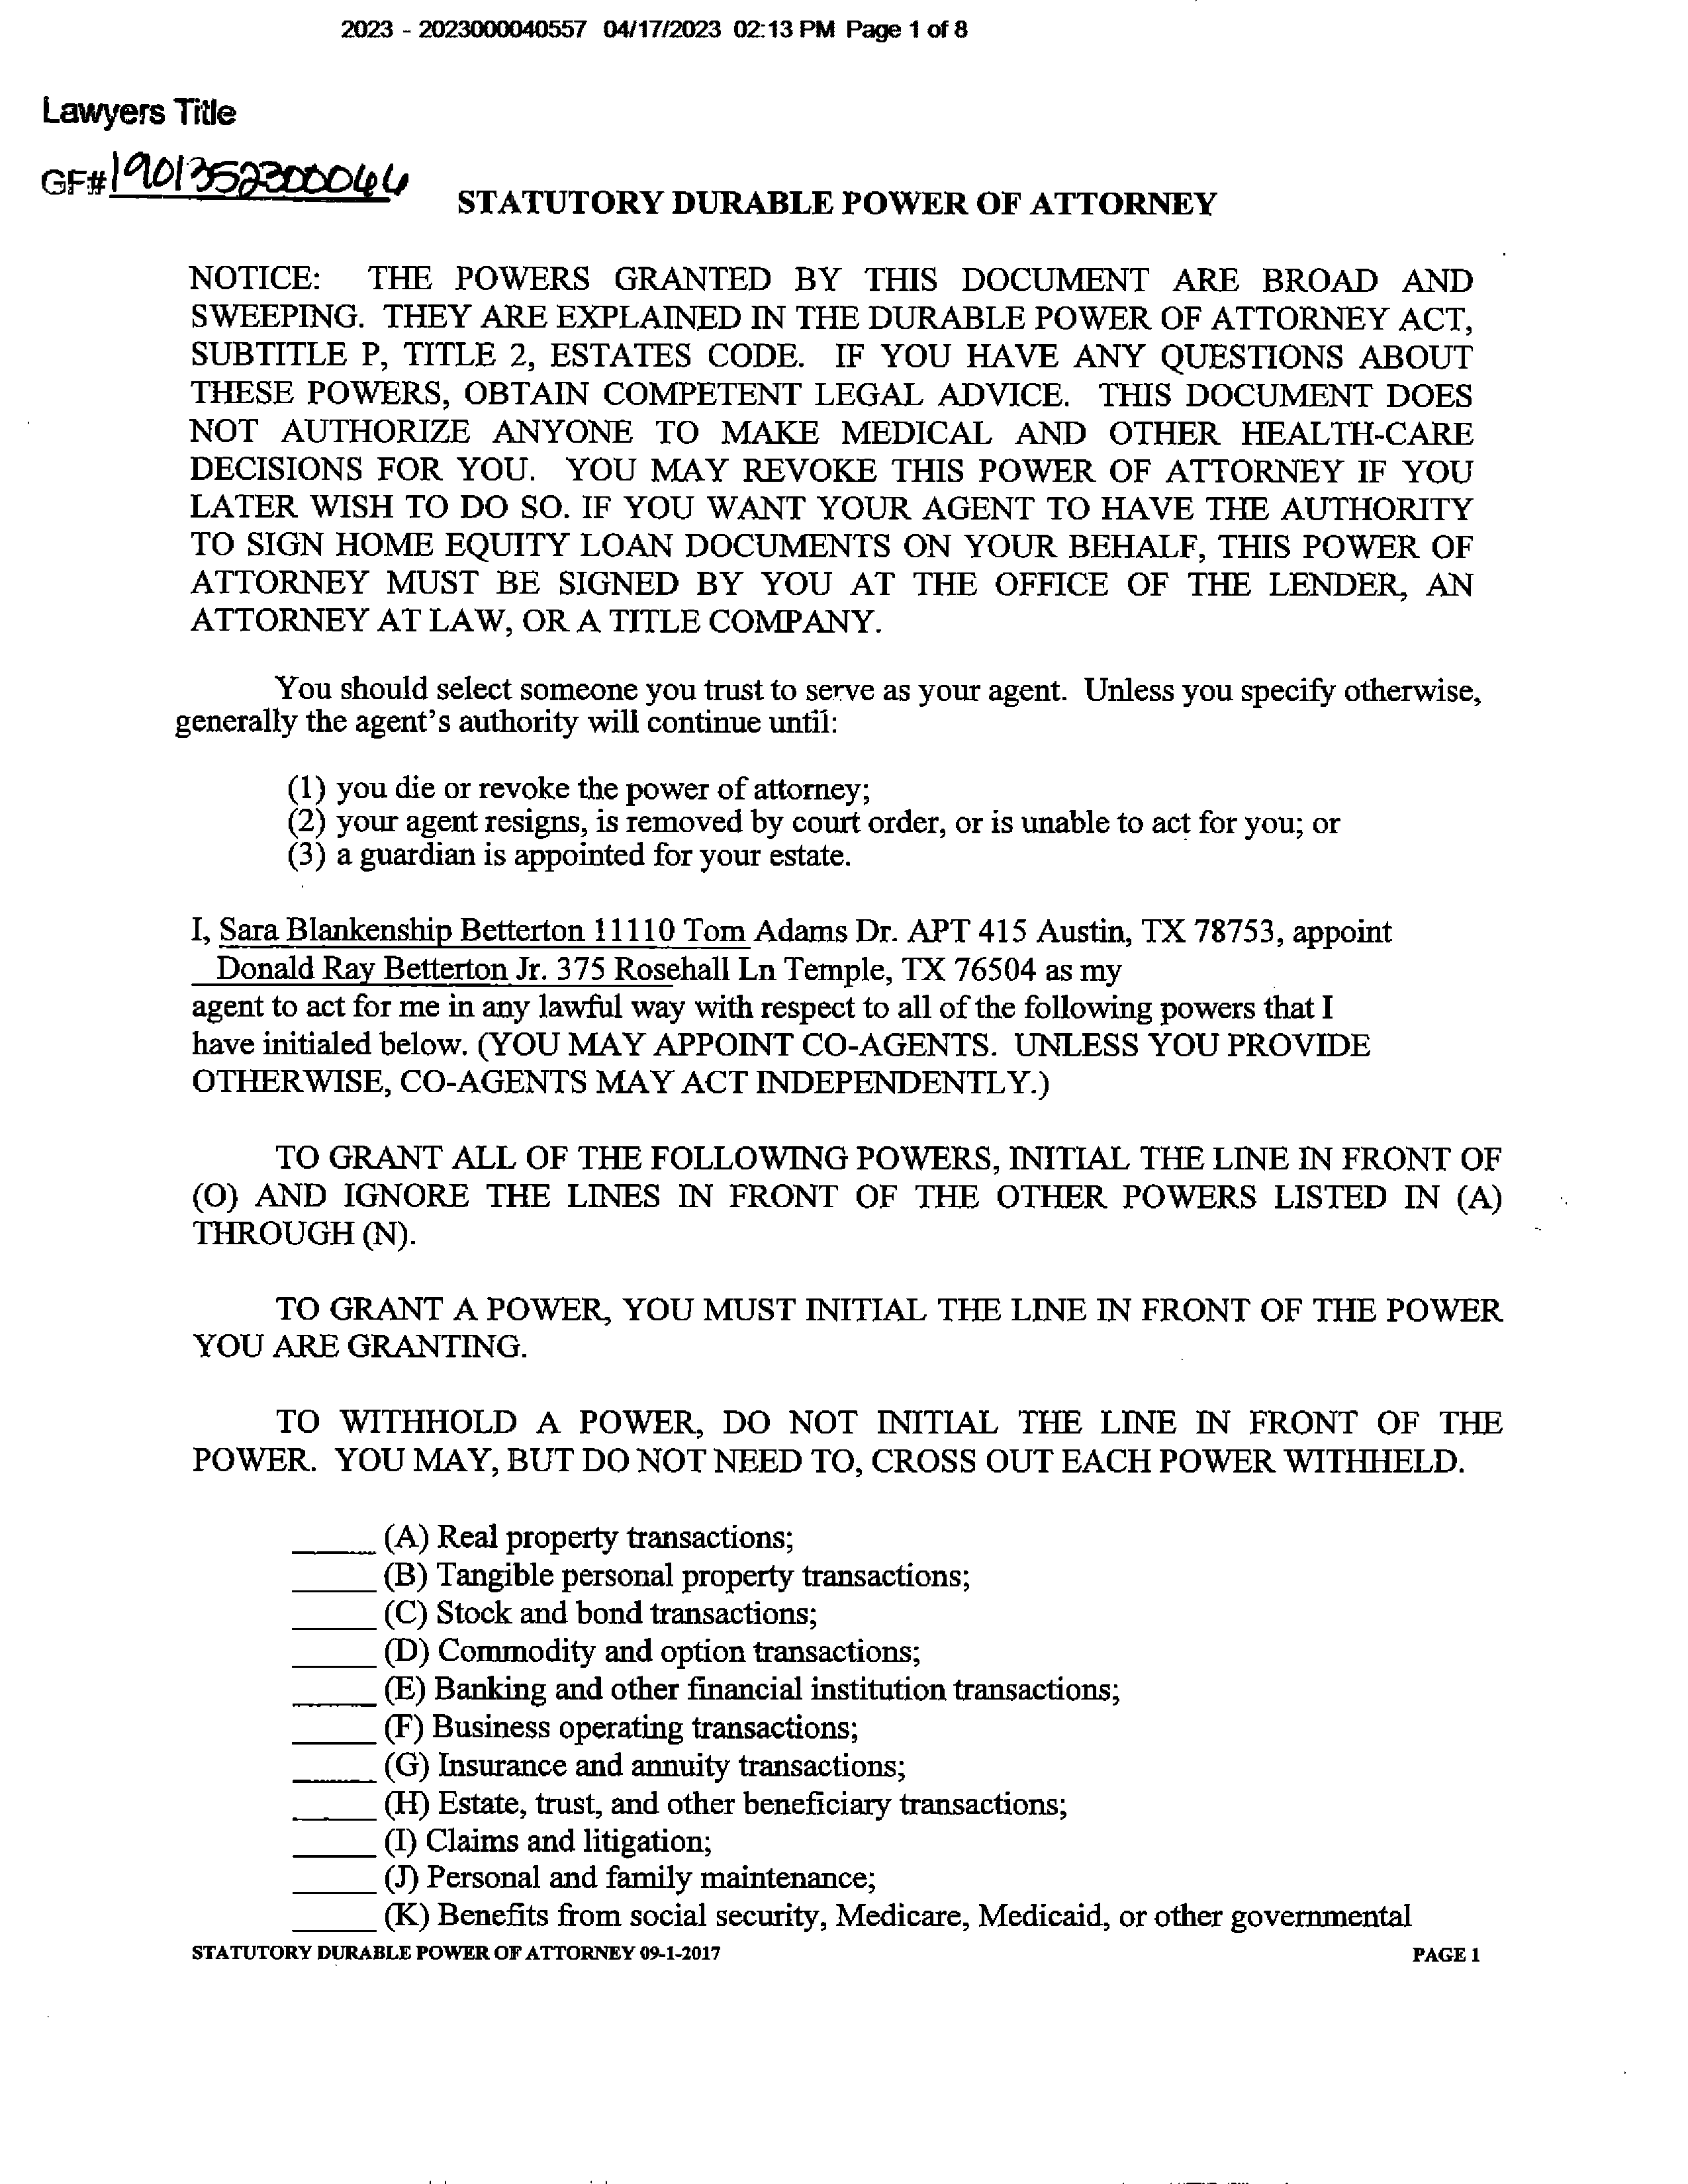 2023 - 2023000040557 04/17/2023 02:13 PM Page 1 of 8
Lawyers Title
GF#
STATUTORY DURABLE POWER OF ATTORNEY
NOTICE: THE POWERS GRANTED BY THIS DOCUMENT ARE BROAD AND
SWEEPING. THEY ARE EXPLAINED IN THE DURABLE POWER OF ATTORNEY ACT,
SUBTITLE P, TITLE 2, ESTATES CODE. IF YOU HAVE ANY QUESTIONS ABOUT
THESE POWERS, OBTAIN COMPETENT LEGAL ADVICE. THIS DOCUMENT DOES
NOT AUTHORIZE ANYONE TO MAKE MEDICAL AND OTHER HEALTH-CARE
DECISIONS FOR YOU. YOU MAY REVOKE THIS POWER OF ATTORNEY IF YOU
LATER WISH TO DO SO. IF YOU WANT YOUR AGENT TO HAVE THE AUTHORITY
TO SIGN HOME EQUITY LOAN DOCUMENTS ON YOUR BEHALF, THIS POWER OF
ATTORNEY MUST BE SIGNED BY YOU AT THE OFFICE OF THE LENDER, AN
ATTORNEY AT LAW, OR A TITLE COMPANY.
You should select someone you trust to serve as your agent. Unless you specify otherwise,
generally the agent's authority will continue until:
(1) you die or revoke the power of attorney;
(2) your agent resigns, is removed by court order, or is unable to act for you; or
(3) a guardian is appointed for your estate.
I, Sara Blankenship Betterton 11110 Tom Adams Dr. APT 415 Austin, TX 78753, appoint
Donald Ray Betterton Jr. 375 Rosehall Ln Temple, TX 76504 as my
agent to act for me in any lawful way with respect to all of the following powers that I
have initialed below. (YOU MAY APPOINT CO-AGENTS. UNLESS YOU PROVIDE
OTHERWISE, CO-AGENTS MAY ACT INDEPENDENTLY.)
TO GRANT ALL OF THE FOLLOWING POWERS, INITIAL THE LINE IN FRONT OF
(O) AND IGNORE THE LINES IN FRONT OF THE OTHER POWERS LISTED IN (A)
THROUGH (N).
TO GRANT A POWER, YOU MUST INITIAL THE LINE IN FRONT OF THE POWER
YOU ARE GRANTING.
TO WITHHOLD A POWER, DO NOT INITIAL THE LINE IN FRONT OF THE
POWER. YOU MAY, BUT DO NOT NEED TO, CROSS OUT EACH POWER WITHHELD.
_____ (A) Real property transactions;
_____ (B) Tangible personal property transactions;
_____ (C) Stock and bond transactions;
_____ (D) Commodity and option transactions;
_____ (E) Banking and other financial institution transactions;
_____ (F) Business operating transactions;
_____ (G) Insurance and annuity transactions;
_____ (H) Estate, trust, and other beneficiary transactions;
_____ (I) Claims and litigation;
_____ (J) Personal and family maintenance;
_____ (K) Benefits from social security, Medicare, Medicaid, or other governmental
STATUTORY DURABLE POWER OF ATTORNEY 09-1-2017 PAGE 1